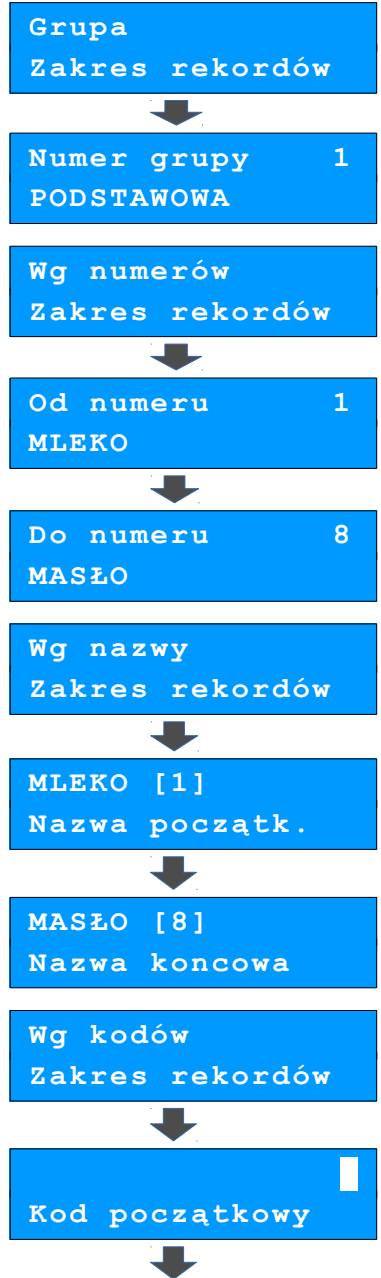 Grupa
Zakres rekordów
Numer grupy 1
PODSTAWOWA
Wg numerów
Zakres rekordów
Od numeru 1
MLEKO
Do numeru 8
MASŁO
Wg nazwy
Zakres rekordów
MLEKO [1]
Nazwa początk.
MASŁO [8]
Nazwa koncowa
Wg kodów
Zakres rekordów
Kod początkowy